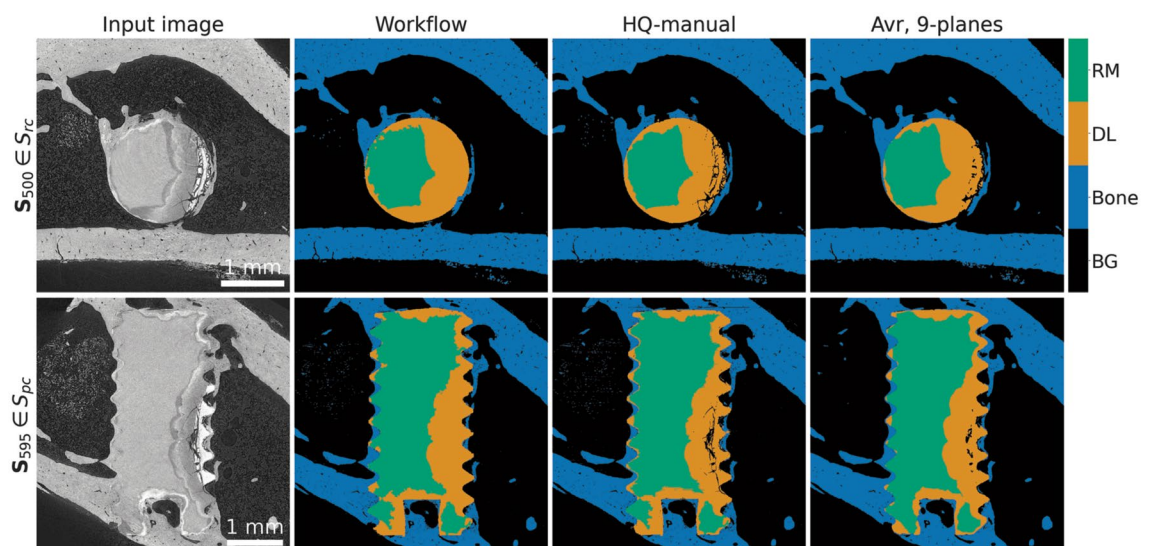 Input image
Workflow
HQ-manual
Avr, 9-planes
S500 ∈ Src
1 mm
RM
DL
Bone
BG
S595 ∈ Spc
1 mm